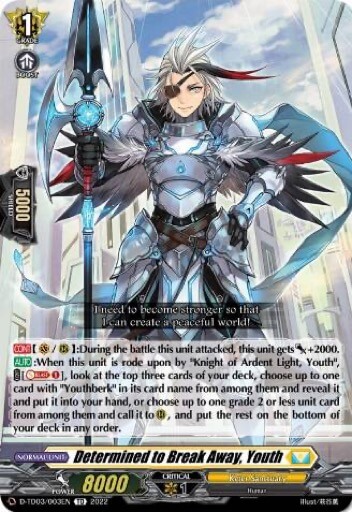 1
GRADE
BOOST
5000
SHIELD
I need to become stronger so that
I can create a peaceful world!
CONT【 / 】:During the battle this unit attacked, this unit gets +2000.
AUTO:When this unit is rode upon by "Knight of Ardent Light, Youth",
[ 1], look at the top three cards of your deck, choose up to one
card with "Youthberk" in its card name from among them and reveal it
and put it into your hand, or choose up to one grade 2 or less unit
card from among them and call it to , and put the rest on the bottom of
your deck in any order.
NORMAL UNIT
Determined to Break Away, Youth
8000
POWER
CRITICAL
1
Keter Sanctuary
Human
D-TD03/003EN TD 2022